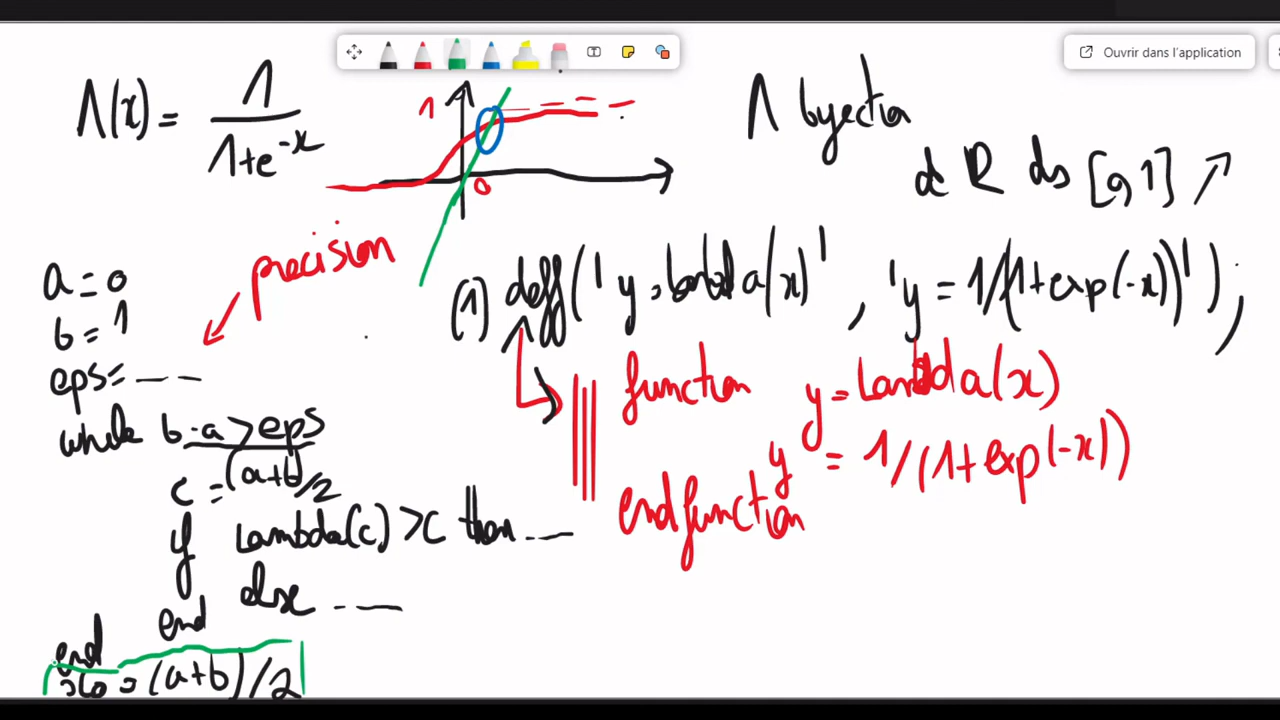 Ouvrir dans l'application
Λ(x) = 1/(1+e^-x)
1
0
Λ bijection
de R ds [0,1] ↗
precision
a = 0
b = 1
eps = ---
while b-a > eps
c = (a+b)/2
if lambda(c) > c then ---
else ---
end
end
x0 = (a+b)/2
(1) deff('y=lambda(x)', 'y = 1/(1+exp(-x))');
function y = lambda(x)
y = 1/(1+exp(-x))
endfunction